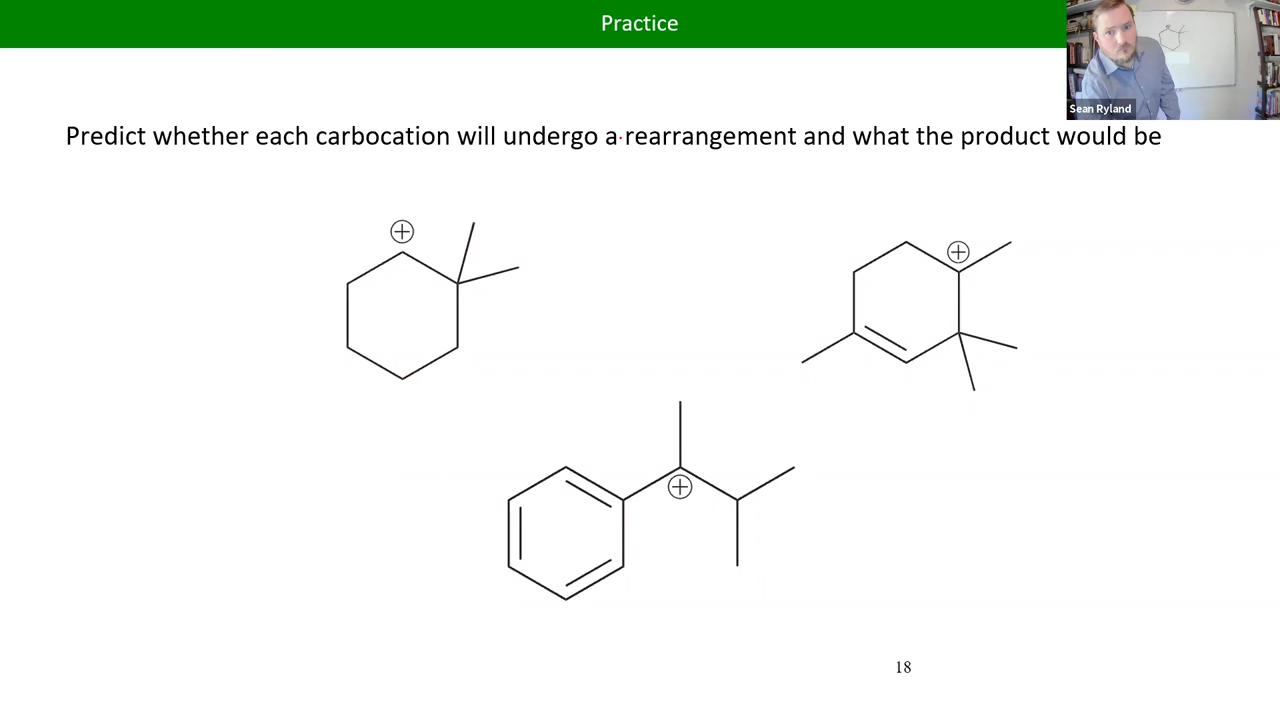 Practice
Sean Ryland
Predict whether each carbocation will undergo a rearrangement and what the product would be
18